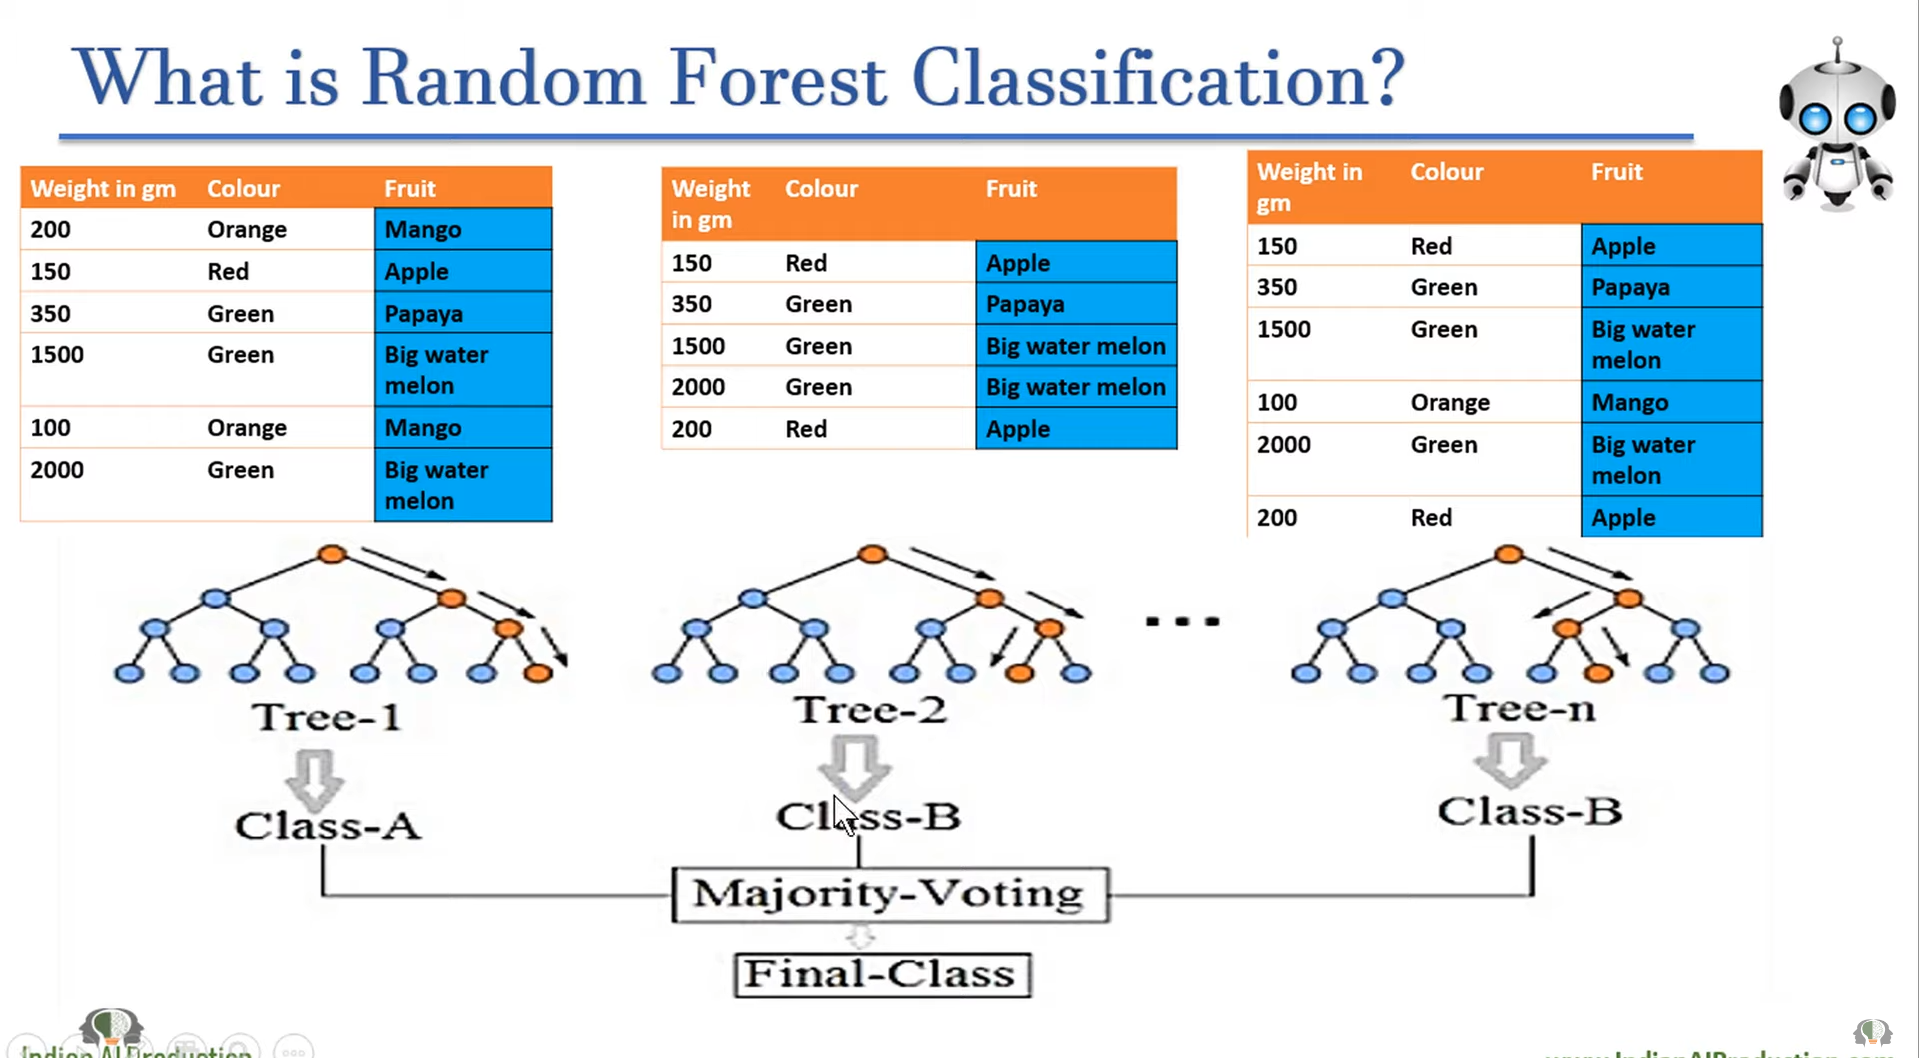 What is Random Forest Classification?
Weight in gm Colour Fruit
200 Orange Mango
150 Red Apple
350 Green Papaya
1500 Green Big water
melon
100 Orange Mango
2000 Green Big water
melon
Weight Colour Fruit
in gm
150 Red Apple
350 Green Papaya
1500 Green Big water melon
2000 Green Big water melon
200 Red Apple
Weight in Colour Fruit
gm
150 Red Apple
350 Green Papaya
1500 Green Big water
melon
100 Orange Mango
2000 Green Big water
melon
200 Red Apple
...
Tree-1 Tree-2 Tree-n
Class-A Class-B Class-B
Majority-Voting
Final-Class
Indian AI Production
www.IndianAIProduction.com